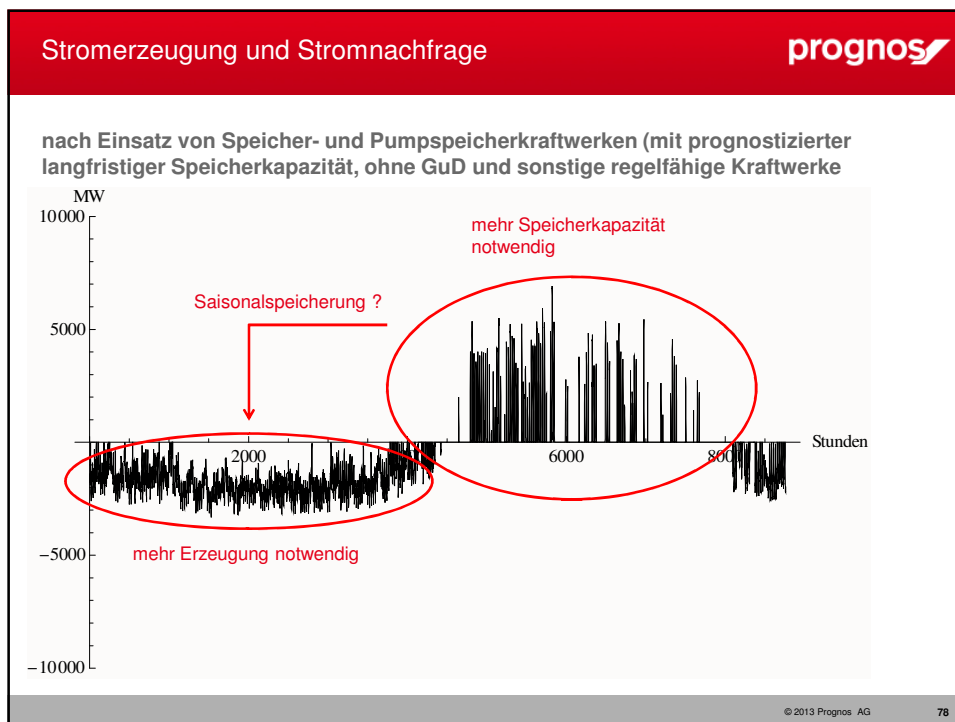 Stromerzeugung und Stromnachfrage
prognos
nach Einsatz von Speicher- und Pumpspeicherkraftwerken (mit prognostizierter
langfristiger Speicherkapazität, ohne GuD und sonstige regelfähige Kraftwerke
MW
10000
mehr Speicherkapazität
notwendig
Saisonalspeicherung ?
5000
Stunden
2000
6000
8000
−5000
mehr Erzeugung notwendig
−10000
© 2013 Prognos AG
78